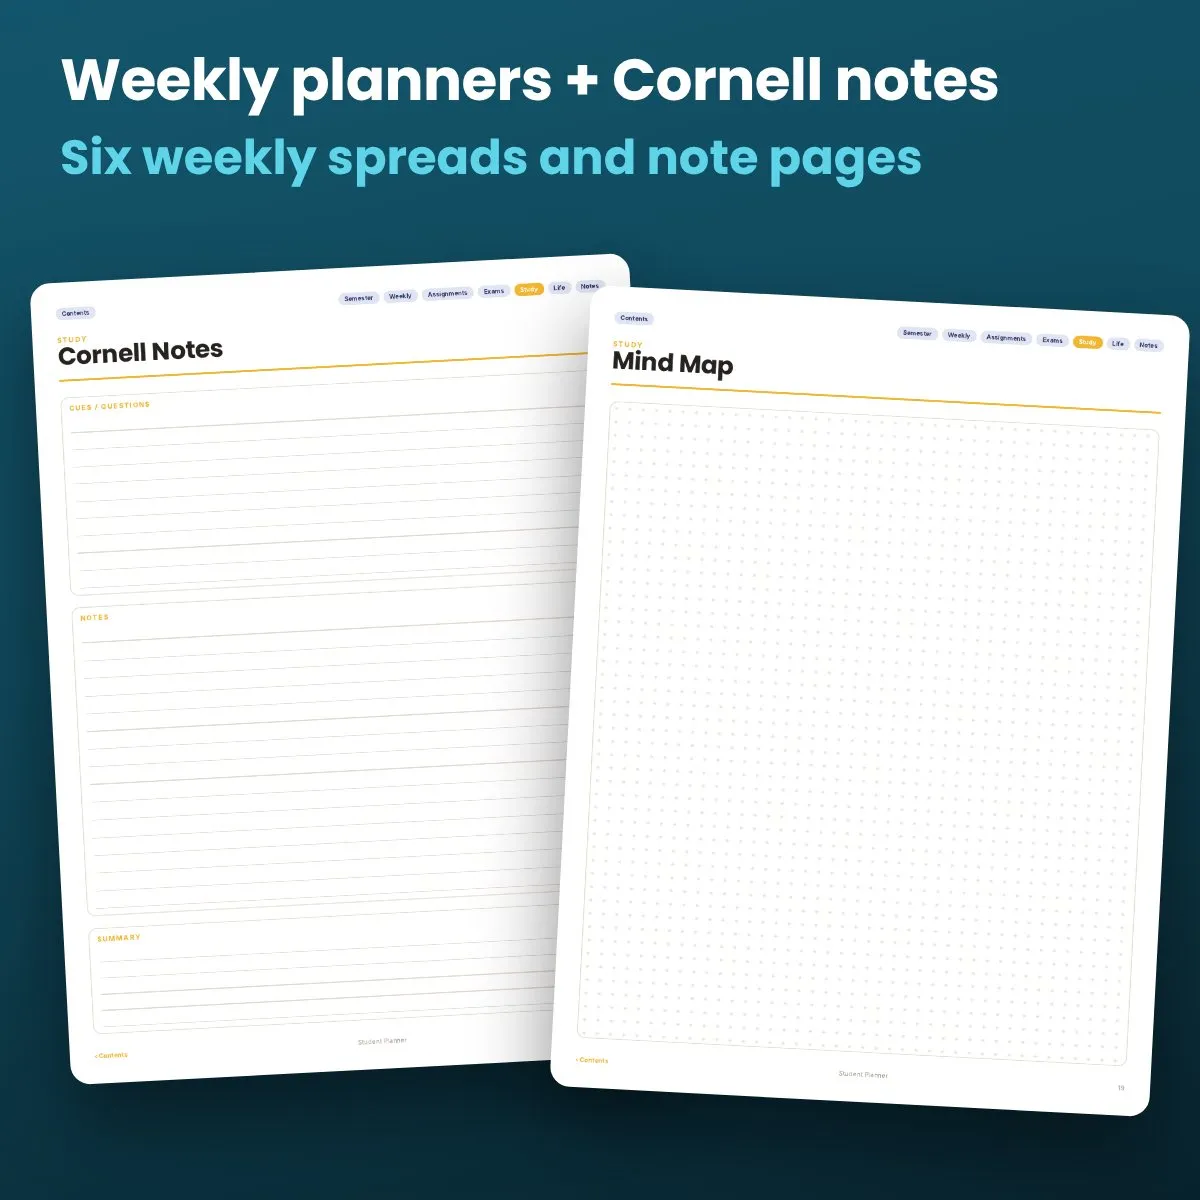 Weekly planners + Cornell notes
Six weekly spreads and note pages
Contents
Semester Weekly Assignments Exams Study Life Notes
STUDY
Cornell Notes
CUES / QUESTIONS
NOTES
SUMMARY
‹ Contents
Student Planner
Contents
Semester Weekly Assignments Exams Study Life Notes
STUDY
Mind Map
‹ Contents
Student Planner
19